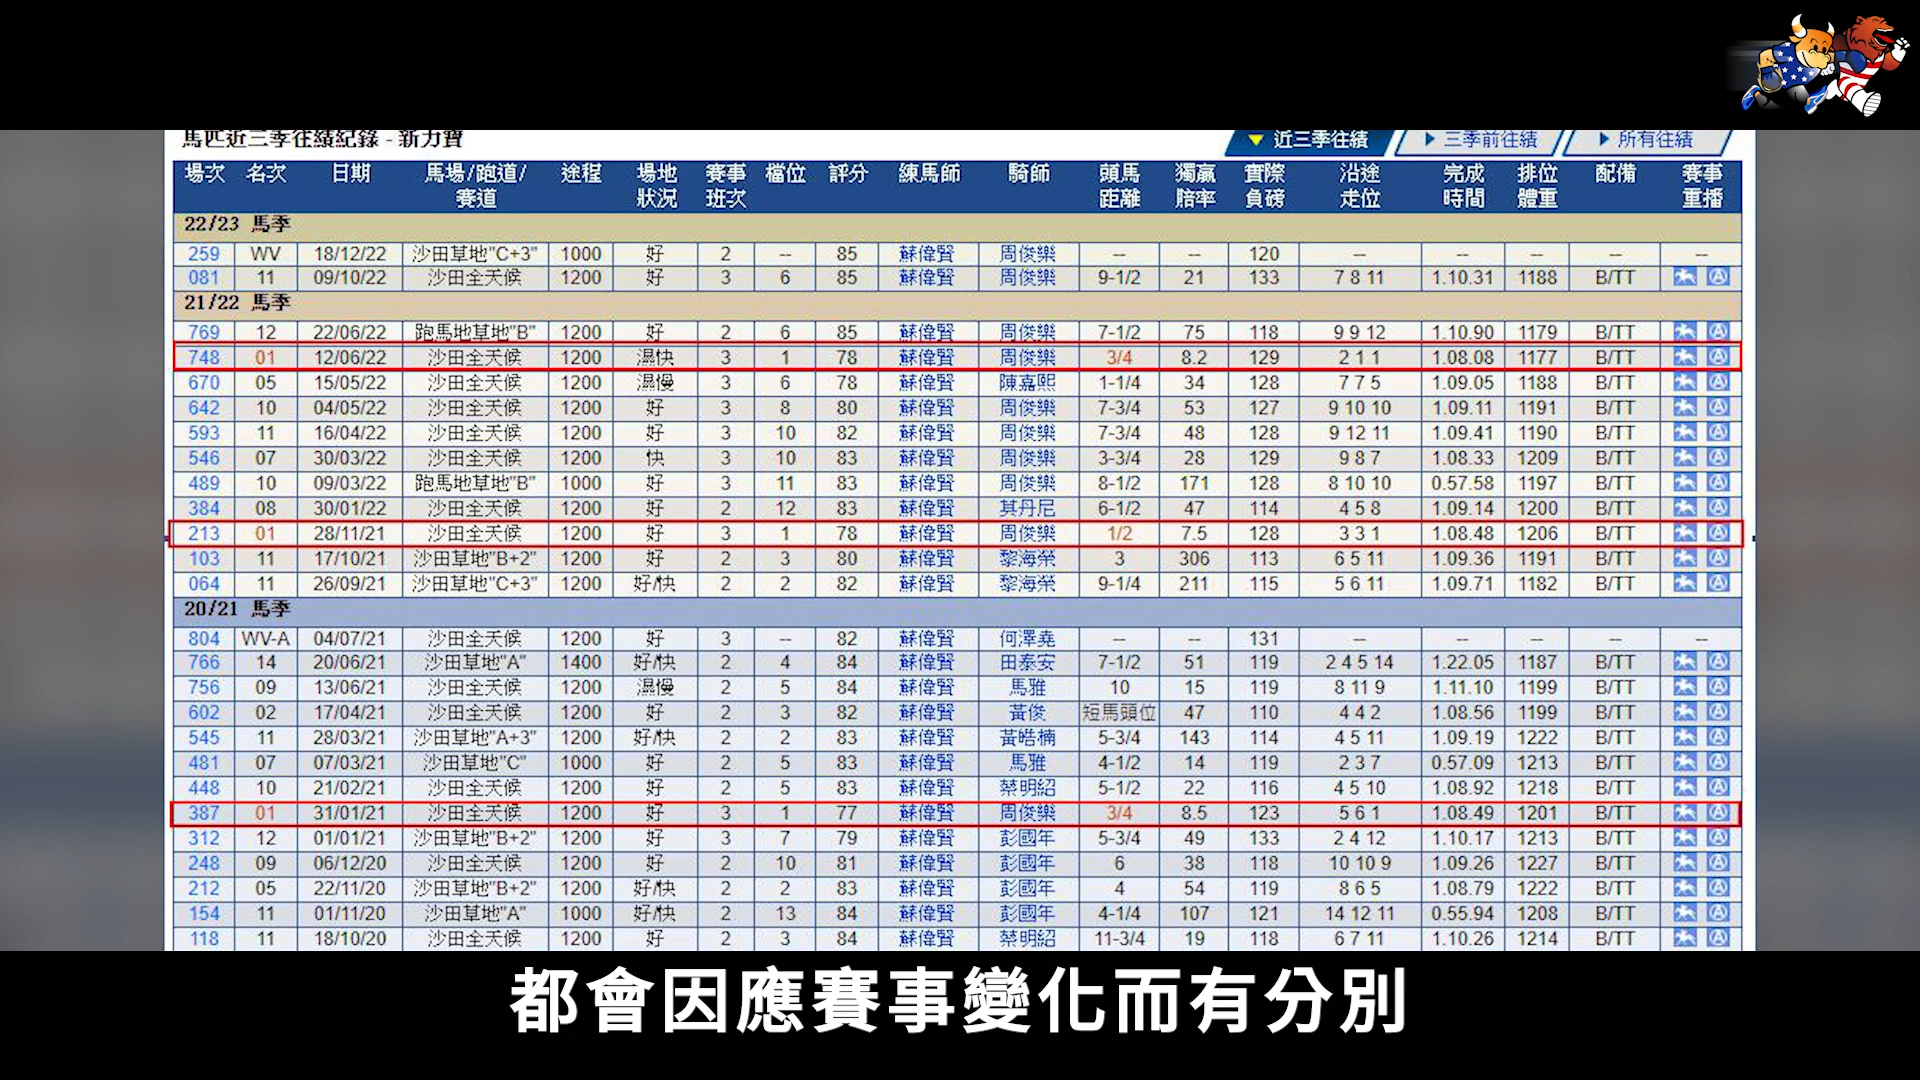 馬匹近三季往績紀錄 - 新力寶
近三季往績 三季前往績 所有往績
場次 名次 日期 馬場/跑道/賽道 途程 場地狀況 賽事班次 檔位 評分 練馬師 騎師 頭馬距離 獨贏賠率 實際負磅 沿途走位 完成時間 排位體重 配備 賽事重播
22/23 馬季
259 WV 18/12/22 沙田草地"C+3" 1000 好 2 -- 85 蘇偉賢 周俊樂 -- -- 120 -- -- -- -- --
081 11 09/10/22 沙田全天候 1200 好 3 6 85 蘇偉賢 周俊樂 9-1/2 21 133 7 8 11 1.10.31 1188 B/TT
21/22 馬季
769 12 22/06/22 跑馬地草地"B" 1200 好 2 6 85 蘇偉賢 周俊樂 7-1/2 75 118 9 9 12 1.10.90 1179 B/TT
748 01 12/06/22 沙田全天候 1200 濕快 3 1 78 蘇偉賢 周俊樂 3/4 8.2 129 2 1 1 1.08.08 1177 B/TT
670 05 15/05/22 沙田全天候 1200 濕慢 3 6 78 蘇偉賢 陳嘉熙 1-1/4 34 128 7 7 5 1.09.05 1188 B/TT
642 10 04/05/22 沙田全天候 1200 好 3 8 80 蘇偉賢 周俊樂 7-3/4 53 127 9 10 10 1.09.11 1191 B/TT
593 11 16/04/22 沙田全天候 1200 好 3 10 82 蘇偉賢 周俊樂 7-3/4 48 128 9 12 11 1.09.41 1190 B/TT
546 07 30/03/22 沙田全天候 1200 快 3 10 83 蘇偉賢 周俊樂 3-3/4 28 129 9 8 7 1.08.33 1209 B/TT
489 10 09/03/22 跑馬地草地"B" 1000 好 3 11 83 蘇偉賢 周俊樂 8-1/2 171 128 8 10 10 0.57.58 1197 B/TT
384 08 30/01/22 沙田全天候 1200 好 2 12 83 蘇偉賢 莫丹尼 6-1/2 47 114 4 5 8 1.09.14 1200 B/TT
213 01 28/11/21 沙田全天候 1200 好 3 1 78 蘇偉賢 周俊樂 1/2 7.5 128 3 3 1 1.08.48 1206 B/TT
103 11 17/10/21 沙田草地"B+2" 1200 好 2 3 80 蘇偉賢 黎海榮 3 306 113 6 5 11 1.09.36 1191 B/TT
064 11 26/09/21 沙田草地"C+3" 1200 好/快 2 2 82 蘇偉賢 黎海榮 9-1/4 211 115 5 6 11 1.09.71 1182 B/TT
20/21 馬季
804 WV-A 04/07/21 沙田全天候 1200 好 3 -- 82 蘇偉賢 何澤堯 -- -- 131 -- -- -- -- --
766 14 20/06/21 沙田草地"A" 1400 好/快 2 4 84 蘇偉賢 田泰安 7-1/2 51 119 2 4 5 14 1.22.05 1187 B/TT
756 09 13/06/21 沙田全天候 1200 濕慢 2 5 84 蘇偉賢 馬雅 10 15 119 8 11 9 1.11.10 1199 B/TT
602 02 17/04/21 沙田全天候 1200 好 2 3 82 蘇偉賢 黃俊 短馬頭位 47 110 4 4 2 1.08.56 1199 B/TT
545 11 28/03/21 沙田草地"A+3" 1200 好/快 2 2 83 蘇偉賢 黃皓楠 5-3/4 143 114 4 5 11 1.09.19 1222 B/TT
481 07 07/03/21 沙田草地"C" 1000 好 2 5 83 蘇偉賢 馬雅 4-1/2 14 119 2 3 7 0.57.09 1213 B/TT
448 10 21/02/21 沙田全天候 1200 好 2 5 83 蘇偉賢 蔡明紹 5-1/2 22 116 4 5 10 1.08.92 1218 B/TT
387 01 31/01/21 沙田全天候 1200 好 3 1 77 蘇偉賢 周俊樂 3/4 8.5 123 5 6 1 1.08.49 1201 B/TT
312 12 01/01/21 沙田草地"B+2" 1200 好 3 7 79 蘇偉賢 彭國年 5-3/4 49 133 2 4 12 1.10.17 1213 B/TT
248 09 06/12/20 沙田全天候 1200 好 2 10 81 蘇偉賢 彭國年 6 38 118 10 10 9 1.09.26 1227 B/TT
212 05 22/11/20 沙田草地"B+2" 1200 好/快 2 2 83 蘇偉賢 彭國年 4 54 119 8 6 5 1.08.79 1222 B/TT
154 11 01/11/20 沙田草地"A" 1000 好/快 2 13 84 蘇偉賢 彭國年 4-1/4 107 121 14 12 11 0.55.94 1208 B/TT
118 11 18/10/20 沙田全天候 1200 好 2 3 84 蘇偉賢 蔡明紹 11-3/4 19 118 6 7 11 1.10.26 1214 B/TT
都會因應賽事變化而有分別